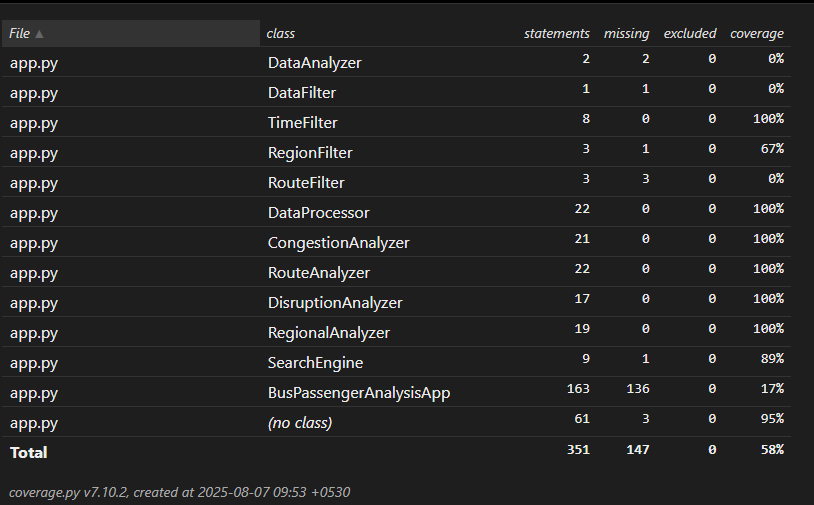 File ▲ class statements missing excluded coverage
app.py DataAnalyzer 2 2 0 0%
app.py DataFilter 1 1 0 0%
app.py TimeFilter 8 0 0 100%
app.py RegionFilter 3 1 0 67%
app.py RouteFilter 3 3 0 0%
app.py DataProcessor 22 0 0 100%
app.py CongestionAnalyzer 21 0 0 100%
app.py RouteAnalyzer 22 0 0 100%
app.py DisruptionAnalyzer 17 0 0 100%
app.py RegionalAnalyzer 19 0 0 100%
app.py SearchEngine 9 1 0 89%
app.py BusPassengerAnalysisApp 163 136 0 17%
app.py (no class) 61 3 0 95%
Total 351 147 0 58%
coverage.py v7.10.2, created at 2025-08-07 09:53 +0530